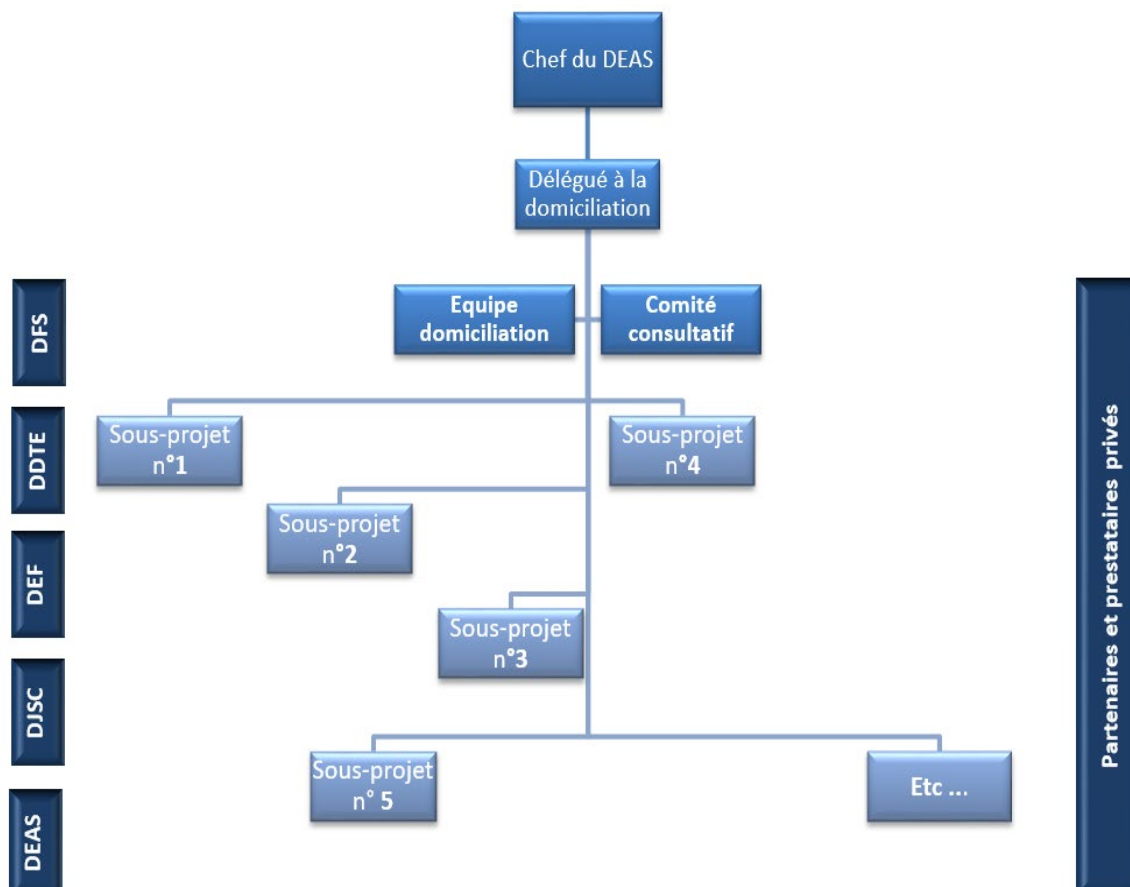 Chef du DEAS
Délégué à la
domiciliation
Equipe
domiciliation
Comité
consultatif
DFS
DDTE
DEF
DJSC
DEAS
Sous-projet
n°1
Sous-projet
n°4
Sous-projet
n°2
Sous-projet
n°3
Sous-projet
n° 5
Etc ...
Partenaires et prestataires privés